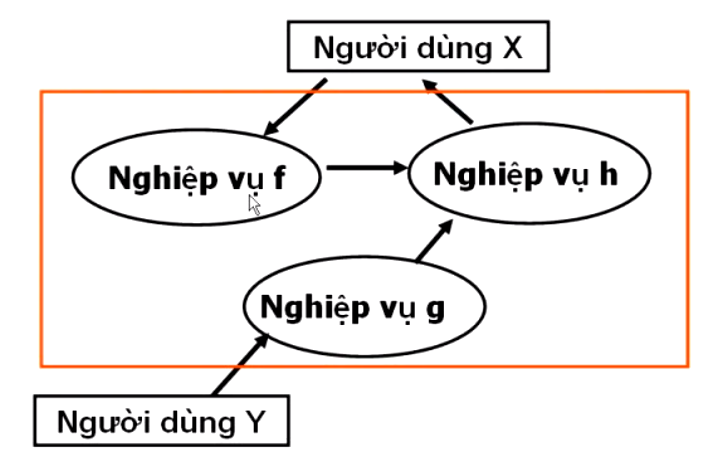 Người dùng X
Nghiệp vụ f
Nghiệp vụ h
Nghiệp vụ g
Người dùng Y